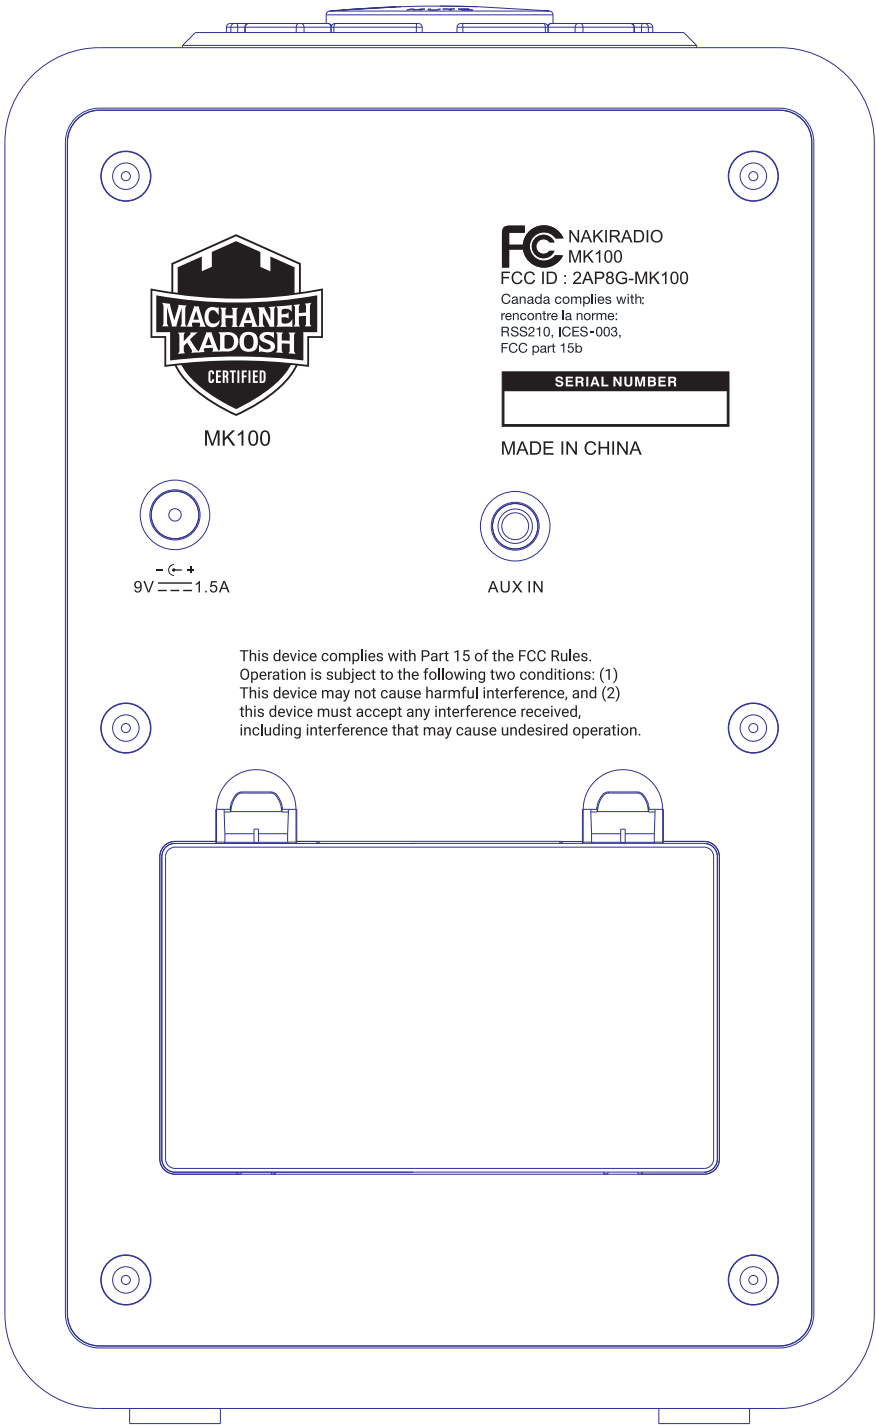 MACHANEH
KADOSH
CERTIFIED
MK100
FC NAKIRADIO
MK100
FCC ID : 2AP8G-MK100
Canada complies with:
rencontre la norme:
RSS210, ICES-003,
FCC part 15b
SERIAL NUMBER
MADE IN CHINA
- +
9V 1.5A
AUX IN
This device complies with Part 15 of the FCC Rules.
Operation is subject to the following two conditions: (1)
This device may not cause harmful interference, and (2)
this device must accept any interference received,
including interference that may cause undesired operation.